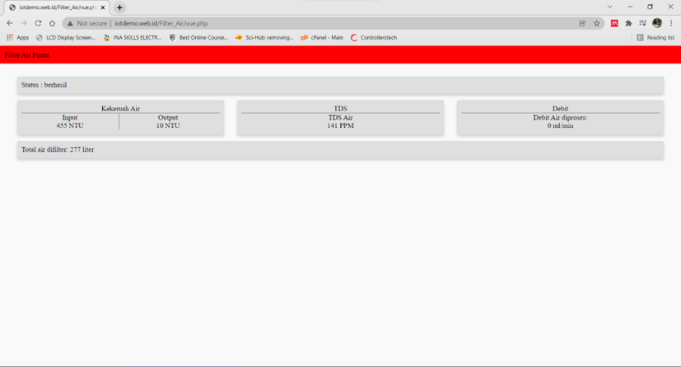 iotdemo.web.id/Filter_Air/vue.ph
Not secure | iotdemo.web.id/Filter_Air/vue.php
Apps LCD Display Screen... INA SKILLS ELECTR... Best Online Course... Sci-Hub: removing... cPanel - Main Controllerstech Reading list
Filter Air Pintar
Status : berhasil
Kekeruah Air
Input Output
455 NTU 10 NTU
TDS
TDS Air
141 PPM
Debit
Debit Air diproses:
0 ml/min
Total air difilter: 277 liter